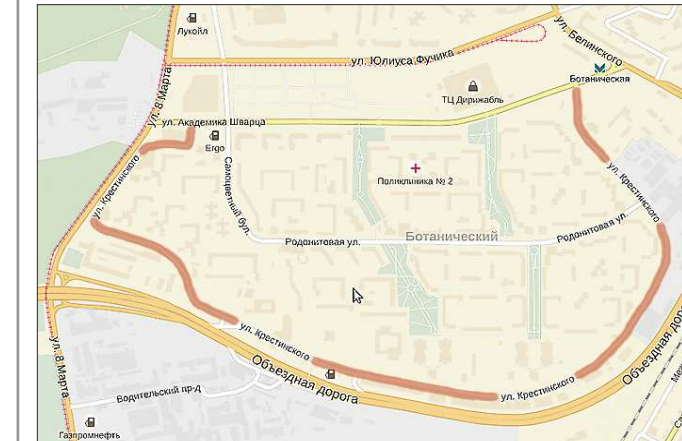 Лукойл
ул. Белинского
ул. Юлиуса Фучика
Ботаническая
ул. 8 Марта
ТЦ Дирижабль
ул. Академика Шварца
Ergo
ул. Крестинского
Самоцветный бул.
Поликлиника № 2
ул. Крестинского
Ботанический
Родонитовая ул.
Родонитовая ул.
ул. Крестинского
Объездная дорога
ул. 8 Марта
Водительский пр-д
ул. Крестинского
Объездная дор
Газпромнефть